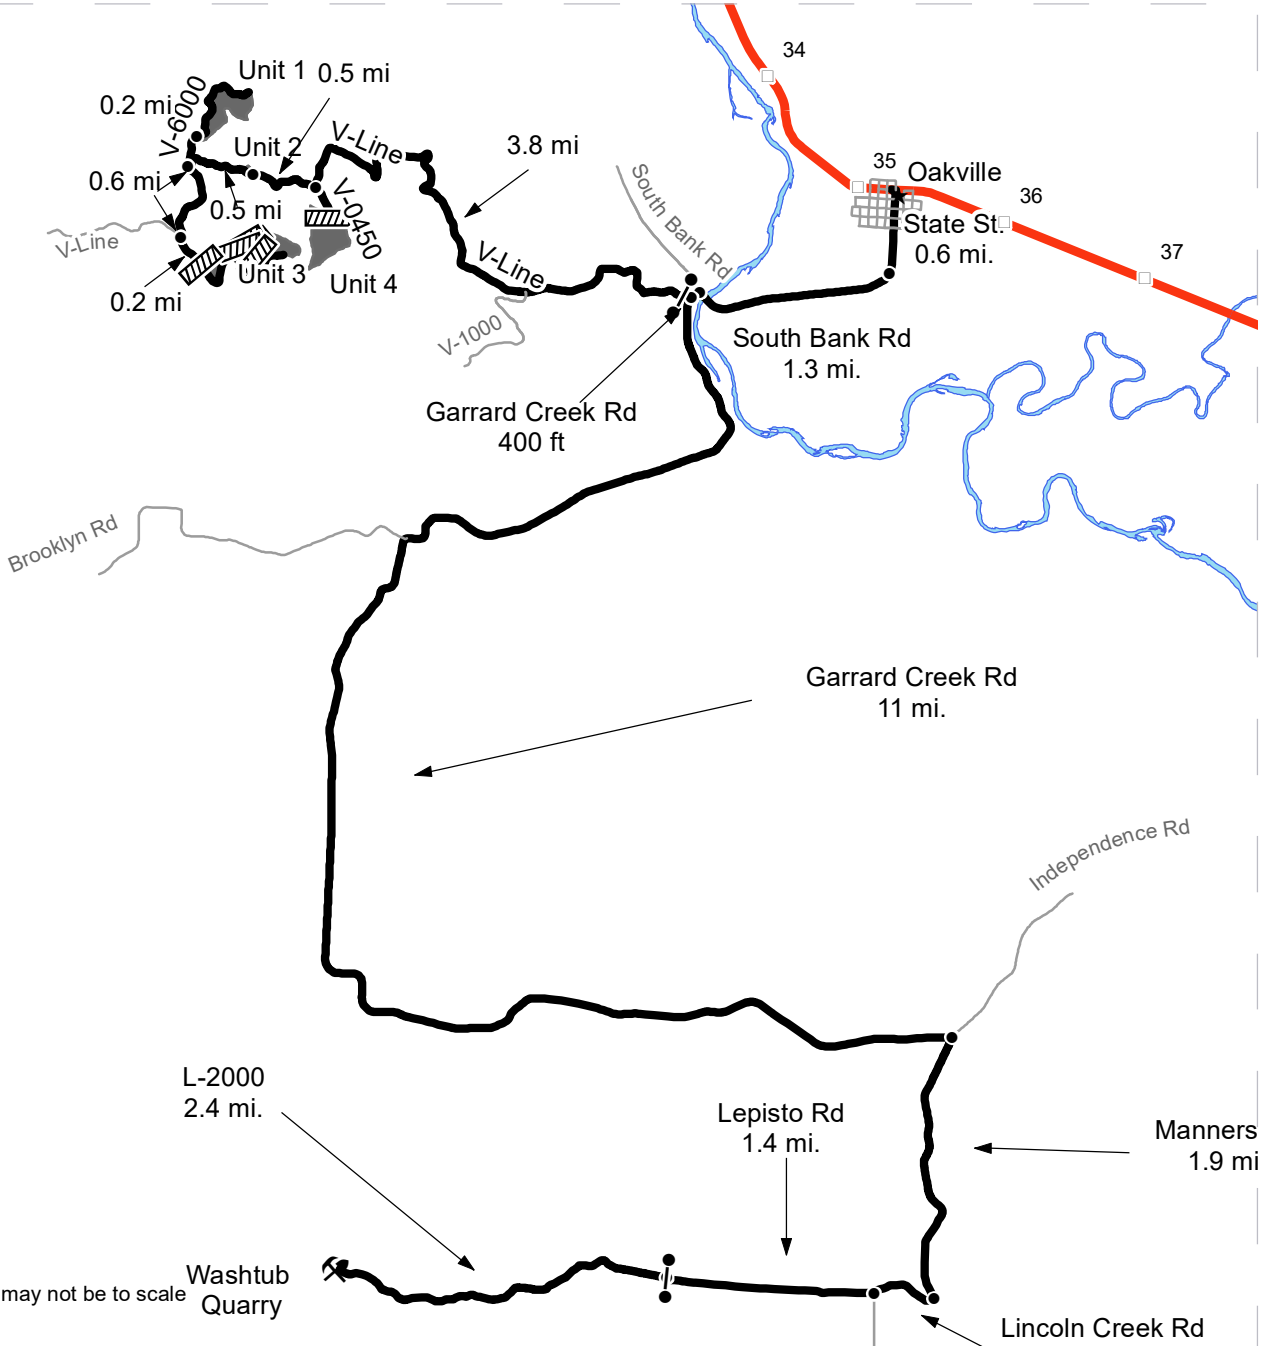 34
Unit 1
0.5 mi
0.2 mi
V-6000
V-Line
Unit 2
3.8 mi
35
Oakville
0.6 mi
South Bank Rd
36
0.5 mi
V-0450
State St.
0.6 mi.
V-Line
37
V-Line
Unit 3
Unit 4
0.2 mi
V-1000
South Bank Rd
1.3 mi.
Garrard Creek Rd
400 ft
Brooklyn Rd
Garrard Creek Rd
11 mi.
Independence Rd
L-2000
2.4 mi.
Lepisto Rd
1.4 mi.
Manners
1.9 mi
Washtub
Quarry
may not be to scale
Lincoln Creek Rd